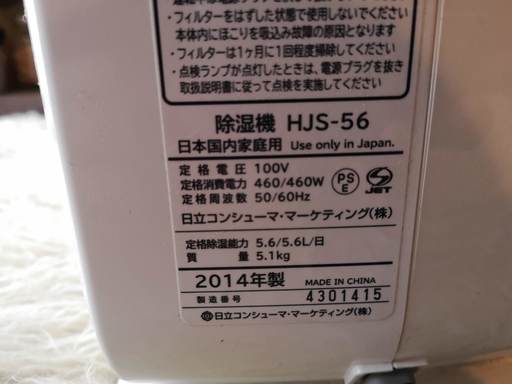 ・フィルターをはずした状態で使用しないでください
本体内にほこりを吸込み故障の原因となります
・フィルターは1ヶ月に1回程度掃除してください
・点検ランプが点灯したときは、電源プラグを抜き
取扱説明書に従って点検を実施してください
除湿機 HJS-56
日本国内家庭用 Use only in Japan.
定格電圧 100V
定格消費電力 460/460W
定格周波数 50/60Hz
PS
E
JET
日立コンシューマ・マーケティング(株)
定格除湿能力 5.6/5.6L/日
質量 5.1kg
2014年製 MADE IN CHINA
製造番号 4301415
日立コンシューマ・マーケティング(株)